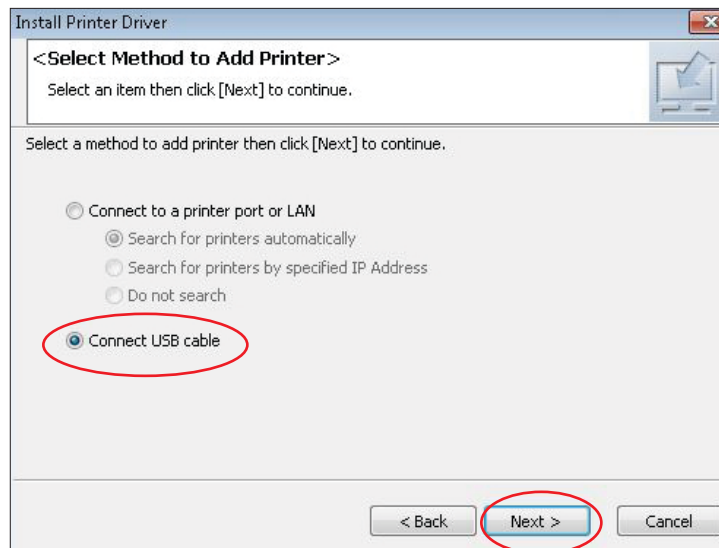 Install Printer Driver
<Select Method to Add Printer>
Select an item then click [Next] to continue.
Select a method to add printer then click [Next] to continue.
Connect to a printer port or LAN
Search for printers automatically
Search for printers by specified IP Address
Do not search
Connect USB cable
< Back Next > Cancel